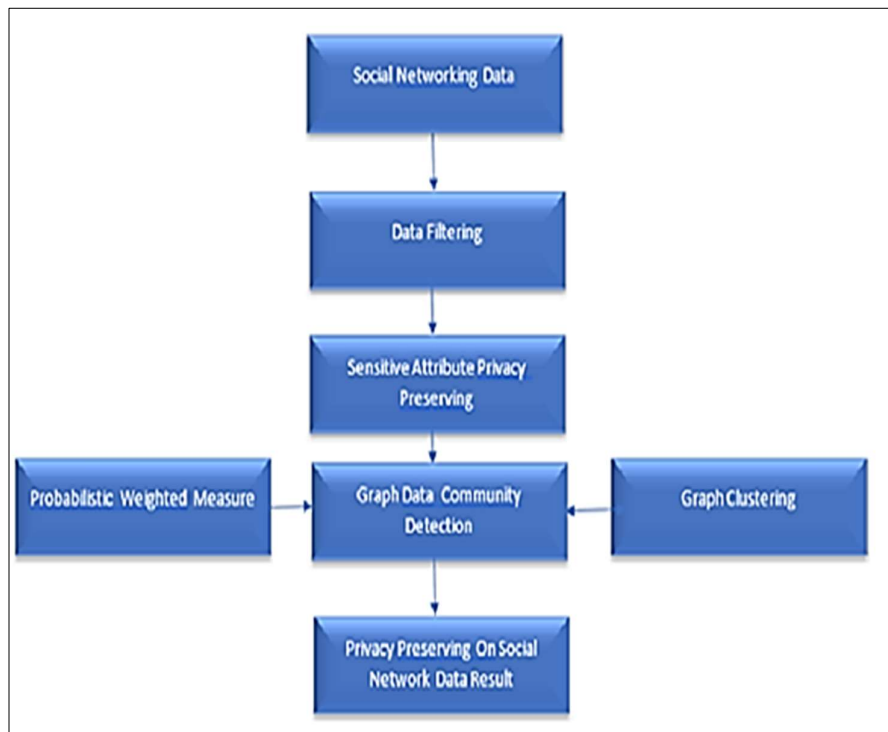 Social Networking Data
Data Filtering
Sensitive Attribute Privacy
Preserving
Probabilistic Weighted Measure
Graph Data Community
Detection
Graph Clustering
Privacy Preserving On Social
Network Data Result